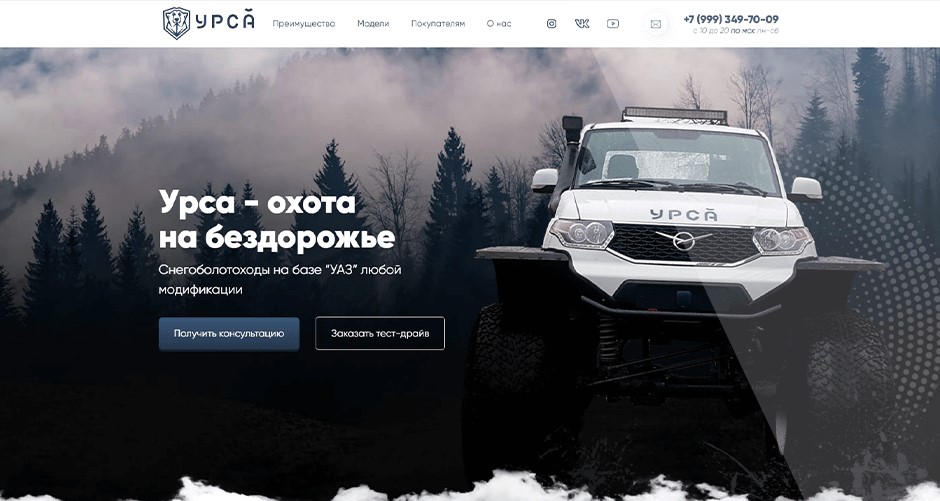 УРСӐ
Преимущество Модели Покупателям О нас
+7 (999) 349-70-09
с 10 до 20 по мск пн-сб
УРСӐ
Урса - охота
на бездорожье
Снегоболотоходы на базе "УАЗ" любой
модификации
Получить консультацию Заказать тест-драйв